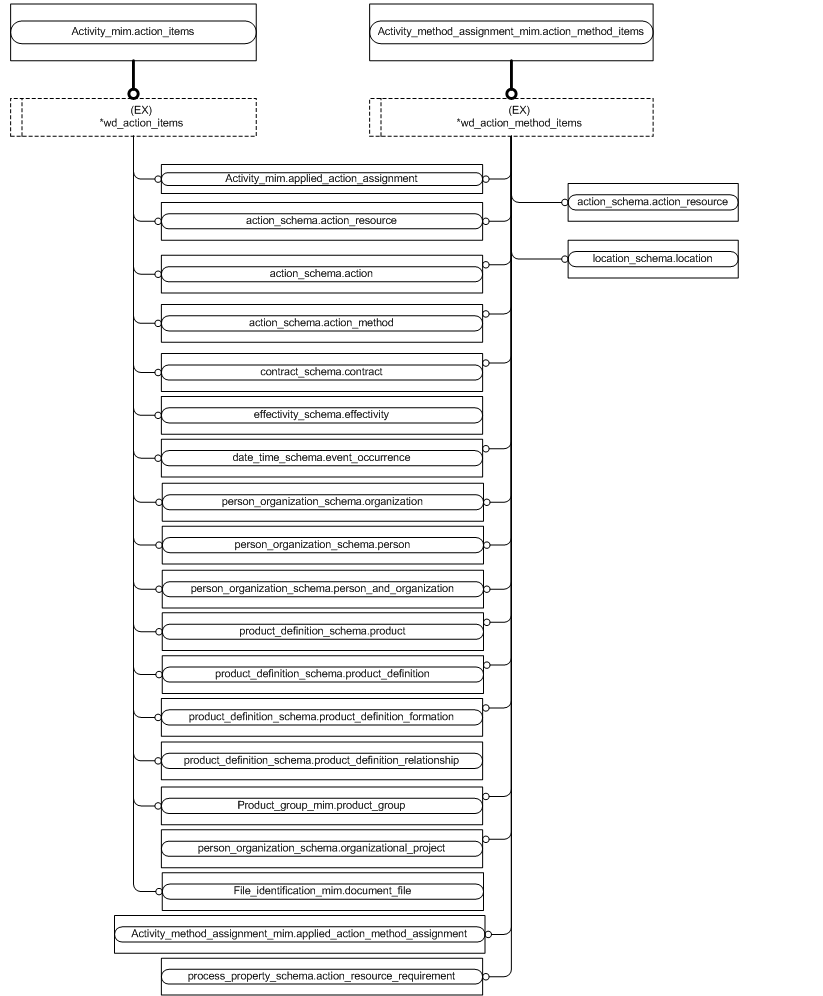 Activity_mim.action_items
Activity_method_assignment_mim.action_method_items
(EX)
*wd_action_items
(EX)
*wd_action_method_items
Activity_mim.applied_action_assignment
action_schema.action_resource
action_schema.action_resource
location_schema.location
action_schema.action
action_schema.action_method
contract_schema.contract
effectivity_schema.effectivity
date_time_schema.event_occurrence
person_organization_schema.organization
person_organization_schema.person
person_organization_schema.person_and_organization
product_definition_schema.product
product_definition_schema.product_definition
product_definition_schema.product_definition_formation
product_definition_schema.product_definition_relationship
Product_group_mim.product_group
person_organization_schema.organizational_project
File_identification_mim.document_file
Activity_method_assignment_mim.applied_action_method_assignment
process_property_schema.action_resource_requirement